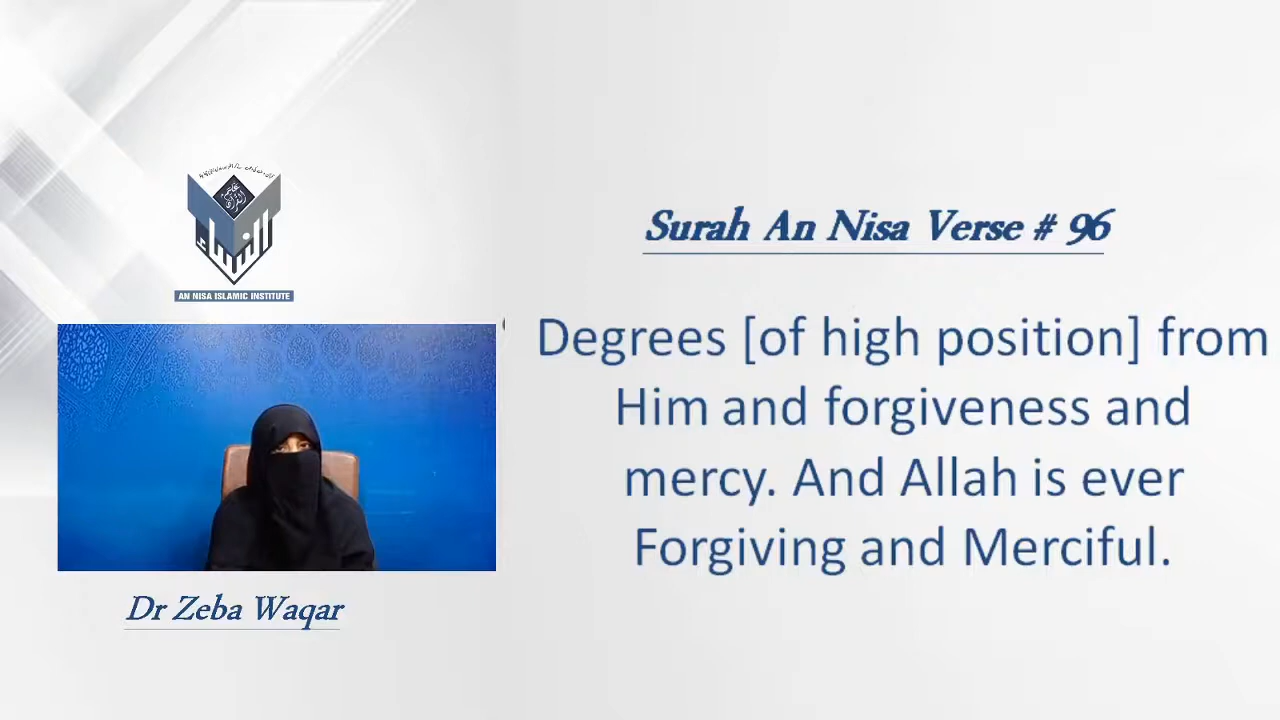 AN NISA ISLAMIC INSTITUTE
Dr Zeba Waqar
Surah An Nisa Verse # 96
Degrees [of high position] from
Him and forgiveness and
mercy. And Allah is ever
Forgiving and Merciful.